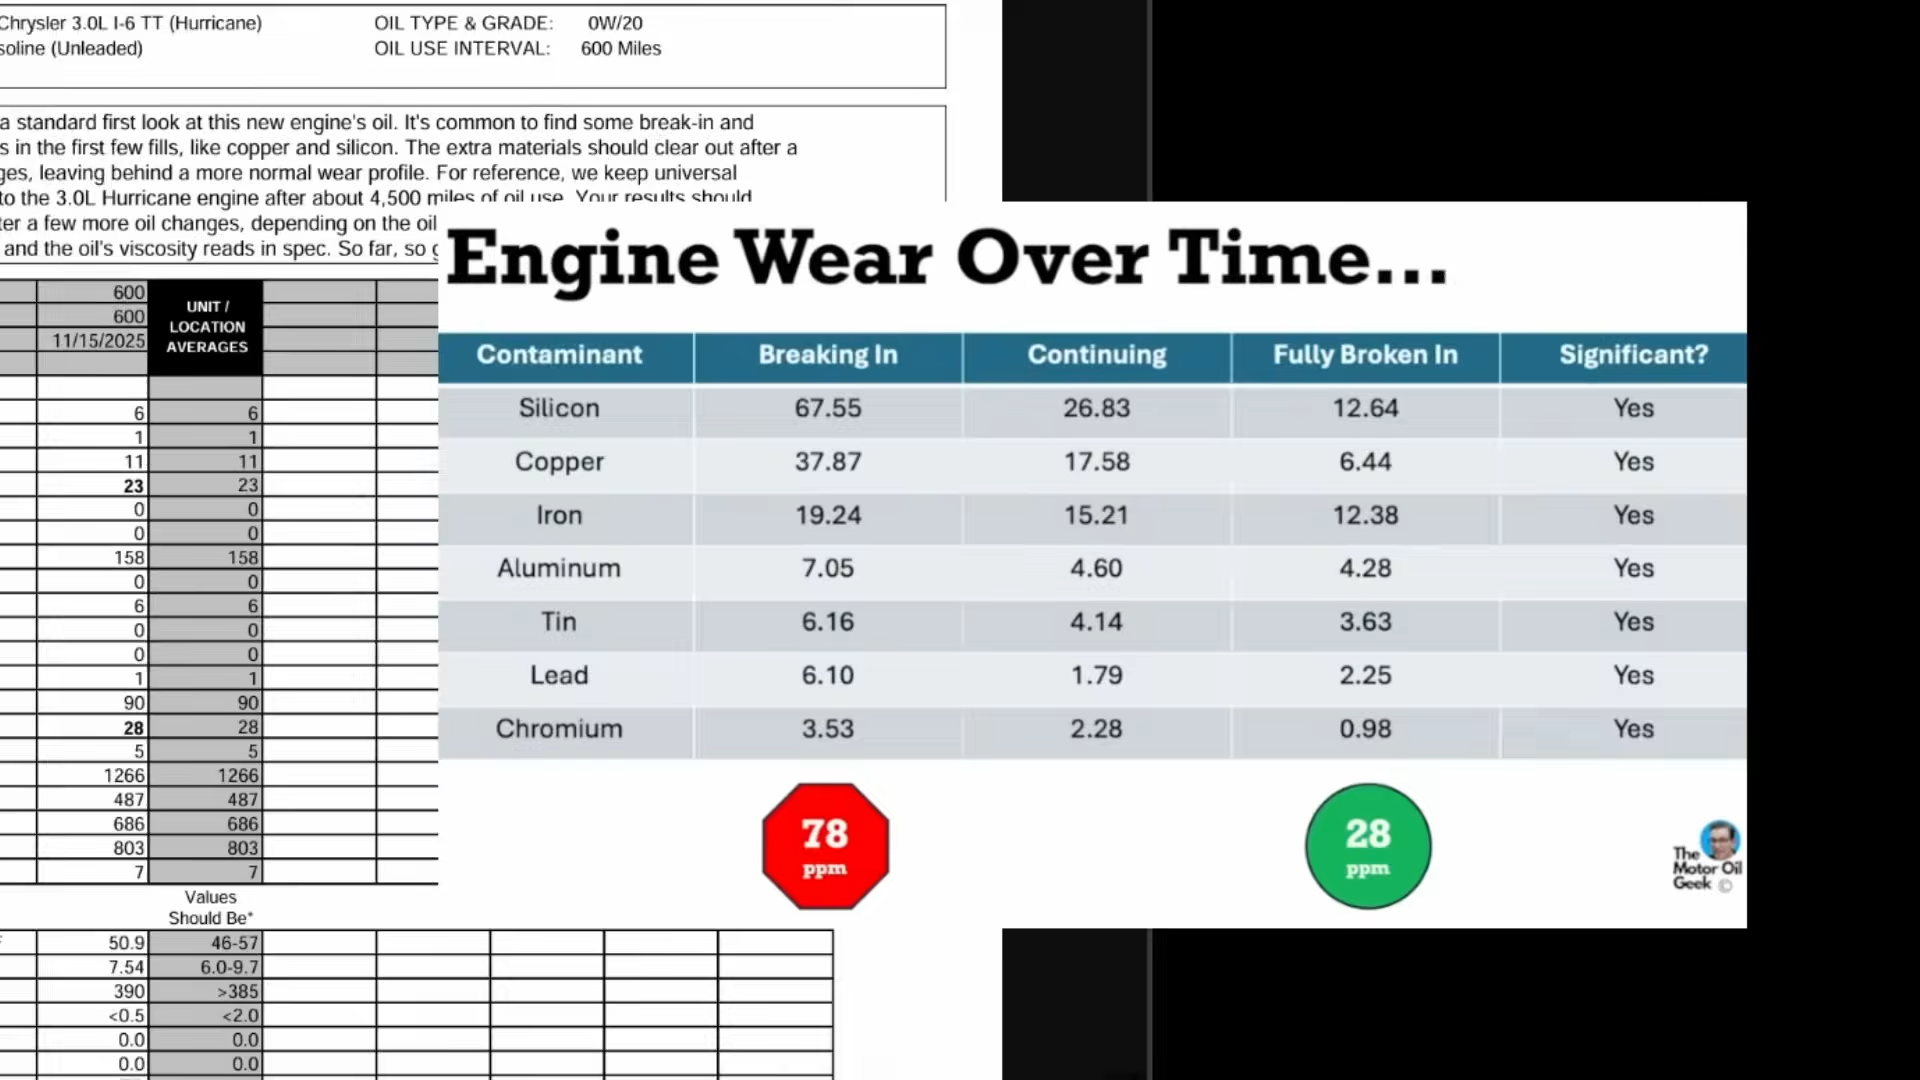 Chrysler 3.0L I-6 TT (Hurricane) OIL TYPE & GRADE: 0W/20
soline (Unleaded) OIL USE INTERVAL: 600 Miles
a standard first look at this new engine's oil. It's common to find some break-in and
s in the first few fills, like copper and silicon. The extra materials should clear out after a
ges, leaving behind a more normal wear profile. For reference, we keep universal
to the 3.0L Hurricane engine after about 4,500 miles of oil use. Your results should
ter a few more oil changes, depending on the oil
and the oil's viscosity reads in spec. So far, so g
600
600
11/15/2025
UNIT /
LOCATION
AVERAGES
6 6
1 1
11 11
23 23
0 0
0 0
158 158
0 0
6 6
0 0
0 0
1 1
90 90
28 28
5 5
1266 1266
487 487
686 686
803 803
7 7
Values
Should Be*
50.9 46-57
7.54 6.0-9.7
390 >385
<0.5 <2.0
0.0 0.0
0.0 0.0
Engine Wear Over Time...
Contaminant Breaking In Continuing Fully Broken In Significant?
Silicon 67.55 26.83 12.64 Yes
Copper 37.87 17.58 6.44 Yes
Iron 19.24 15.21 12.38 Yes
Aluminum 7.05 4.60 4.28 Yes
Tin 6.16 4.14 3.63 Yes
Lead 6.10 1.79 2.25 Yes
Chromium 3.53 2.28 0.98 Yes
78
ppm
28
ppm
The
Motor Oil
Geek ©